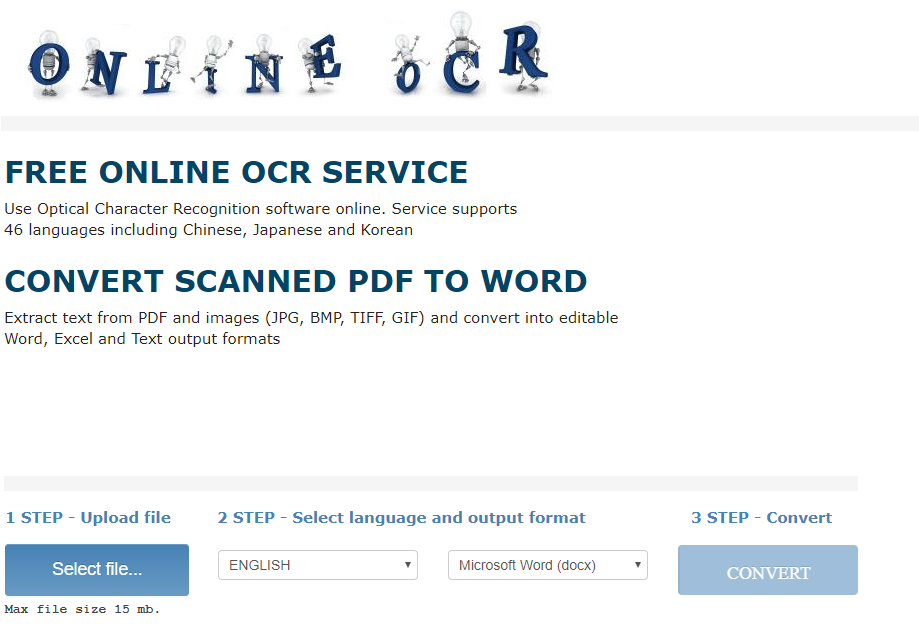 ONLINE OCR
FREE ONLINE OCR SERVICE
Use Optical Character Recognition software online. Service supports
46 languages including Chinese, Japanese and Korean
CONVERT SCANNED PDF TO WORD
Extract text from PDF and images (JPG, BMP, TIFF, GIF) and convert into editable
Word, Excel and Text output formats
1 STEP - Upload file
2 STEP - Select language and output format
3 STEP - Convert
Select file...
ENGLISH
Microsoft Word (docx)
CONVERT
Max file size 15 mb.